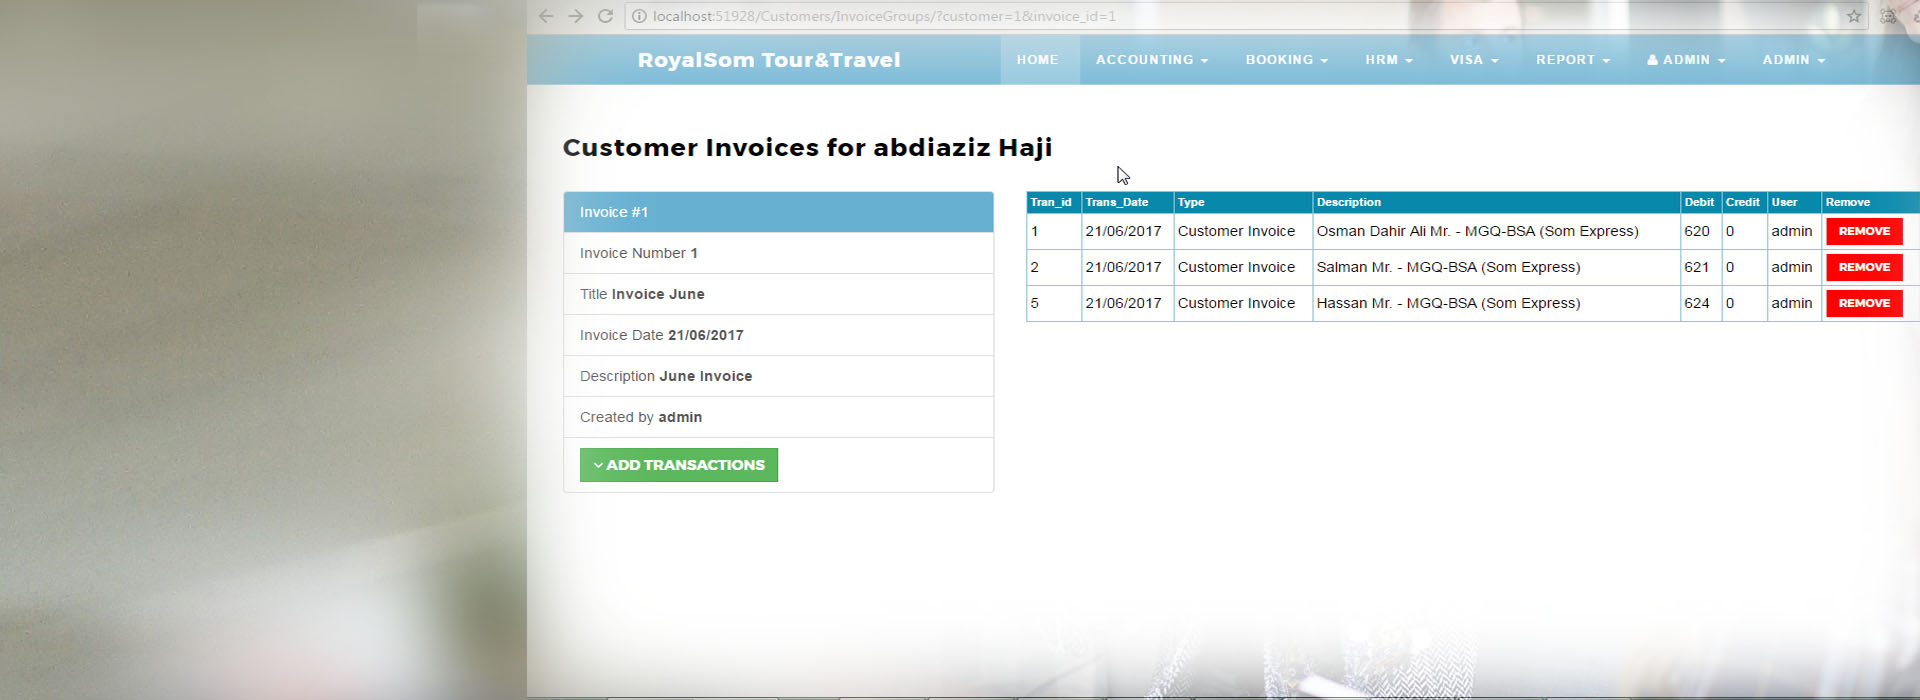 localhost:51928/Customers/InvoiceGroups/?customer=1&invoice_id=1
RoyalSom Tour&Travel HOME ACCOUNTING BOOKING HRM VISA REPORT ADMIN ADMIN
Customer Invoices for abdiaziz Haji
Invoice #1
Invoice Number 1
Title Invoice June
Invoice Date 21/06/2017
Description June Invoice
Created by admin
ADD TRANSACTIONS
Tran_id Trans_Date Type Description Debit Credit User Remove
1 21/06/2017 Customer Invoice Osman Dahir Ali Mr. - MGQ-BSA (Som Express) 620 0 admin REMOVE
2 21/06/2017 Customer Invoice Salman Mr. - MGQ-BSA (Som Express) 621 0 admin REMOVE
5 21/06/2017 Customer Invoice Hassan Mr. - MGQ-BSA (Som Express) 624 0 admin REMOVE